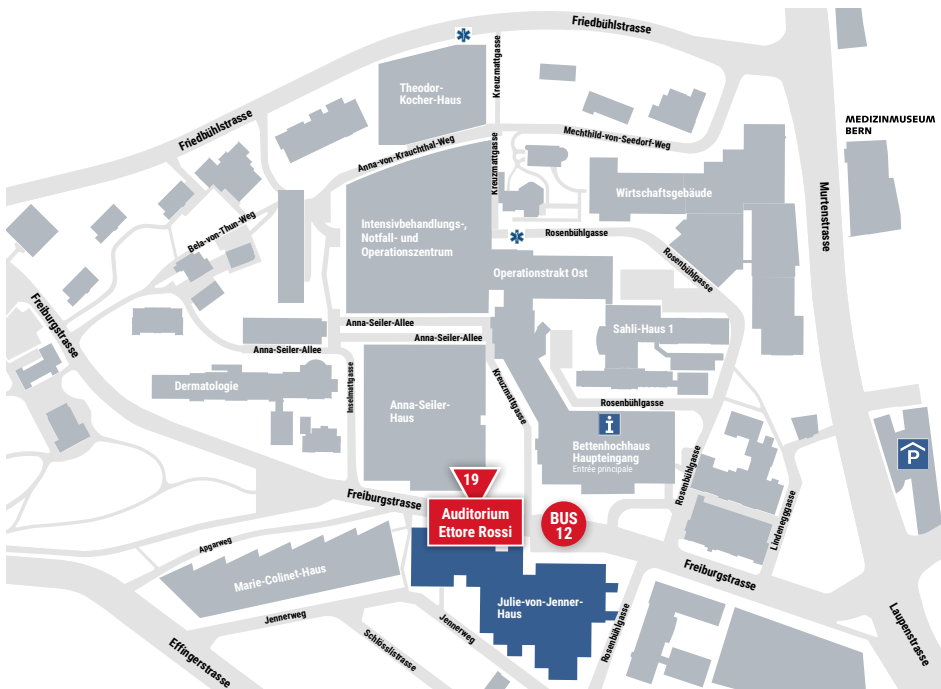 Friedbühlstrasse
Kreuzmattgasse
Theodor-
Kocher-Haus
Friedbühlstrasse
MEDIZINMUSEUM
BERN
Mechthild-von-Seedorf-Weg
Anna-von-Krauchthal-Weg
Kreuzmattgasse
Wirtschaftsgebäude
Murtenstrasse
Bela-von-Thun-Weg
Intensivbehandlungs-,
Notfall- und
Operationszentrum
Rosenbühlgasse
Rosenbühlgasse
Operationstrakt Ost
Freiburgstrasse
Anna-Seiler-Allee
Anna-Seiler-Allee
Sahli-Haus 1
Anna-Seiler-Allee
Dermatologie
Inselmattgasse
Kreuzmattgasse
Anna-Seiler-
Haus
Rosenbühlgasse
i
Bettenhochhaus
Haupteingang
Entrée principale
P
Rosenbühlgasse
19
Freiburgstrasse
Auditorium
Ettore Rossi
BUS
12
Lindenegggasse
Apgarweg
Marie-Colinet-Haus
Freiburgstrasse
Julie-von-Jenner-
Haus
Jennerweg
Jennerweg
Schlösslistrasse
Rosenbühlgasse
Laupenstrasse
Effingerstrasse